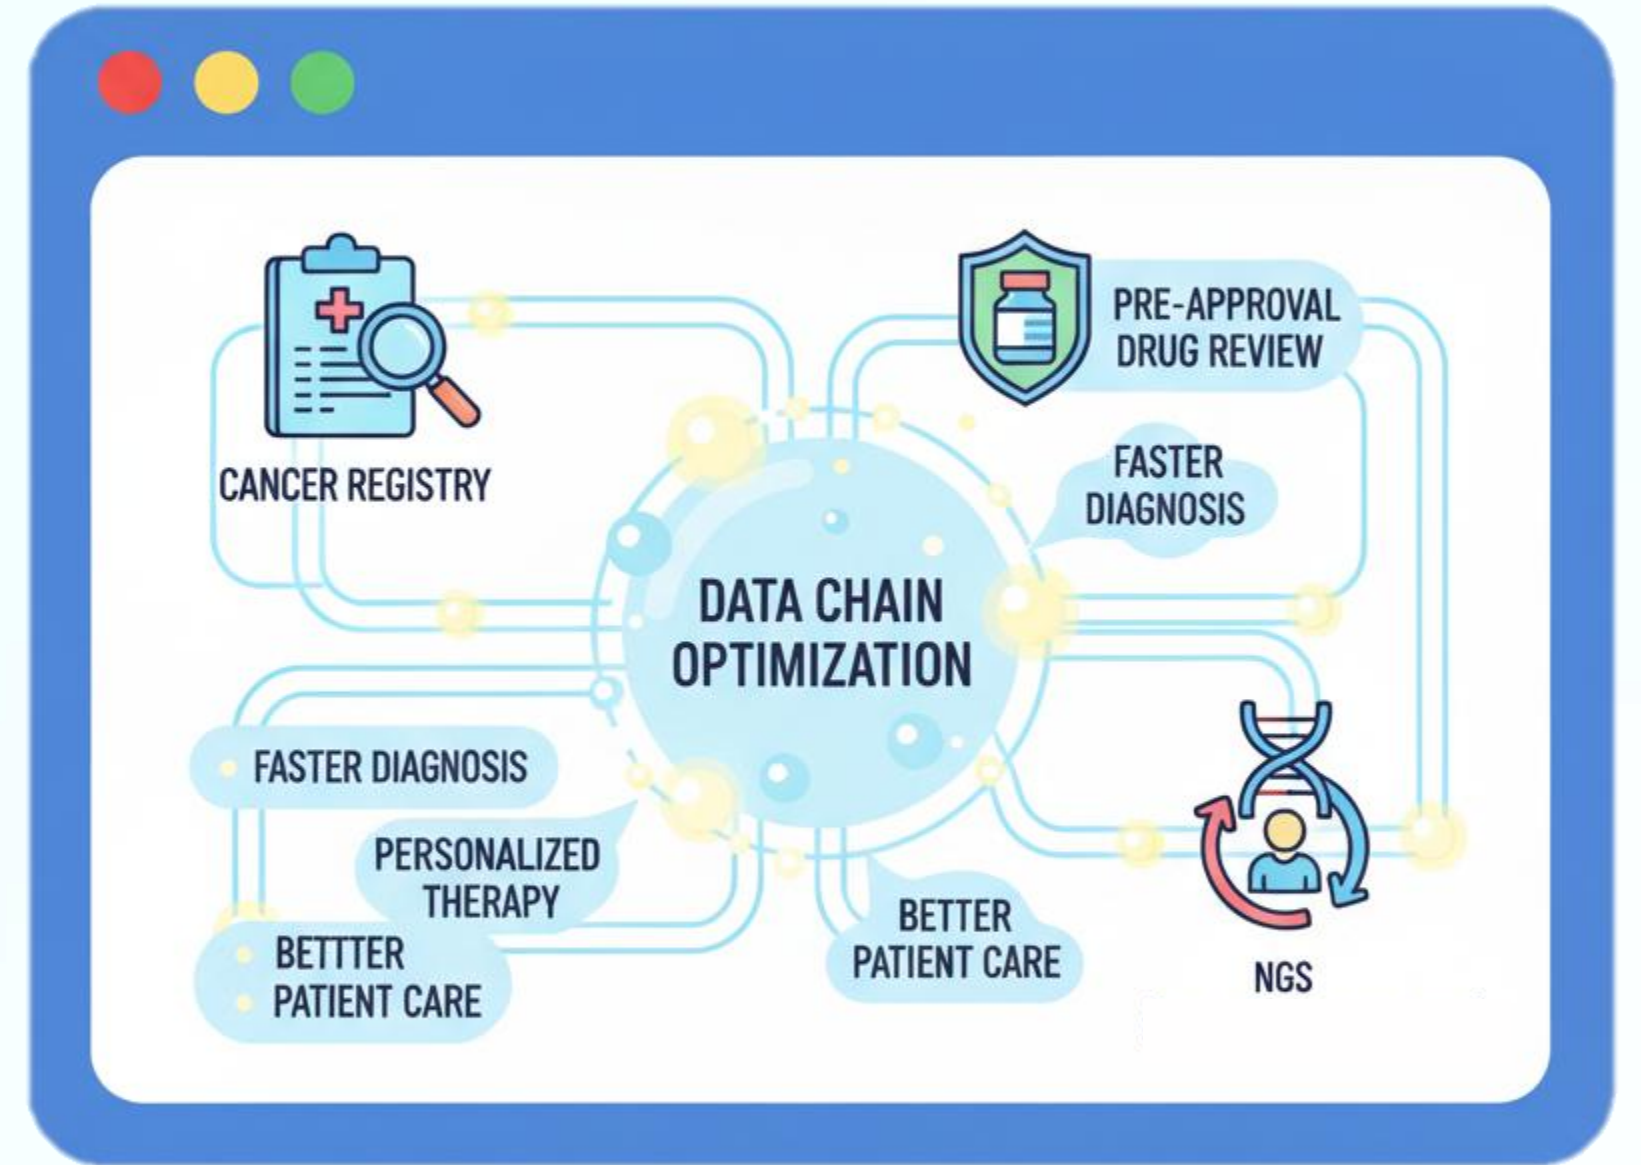 CANCER REGISTRY
PRE-APPROVAL
DRUG REVIEW
FASTER
DIAGNOSIS
DATA CHAIN
OPTIMIZATION
FASTER DIAGNOSIS
PERSONALIZED
THERAPY
BETTTER
PATIENT CARE
BETTER
PATIENT CARE
NGS